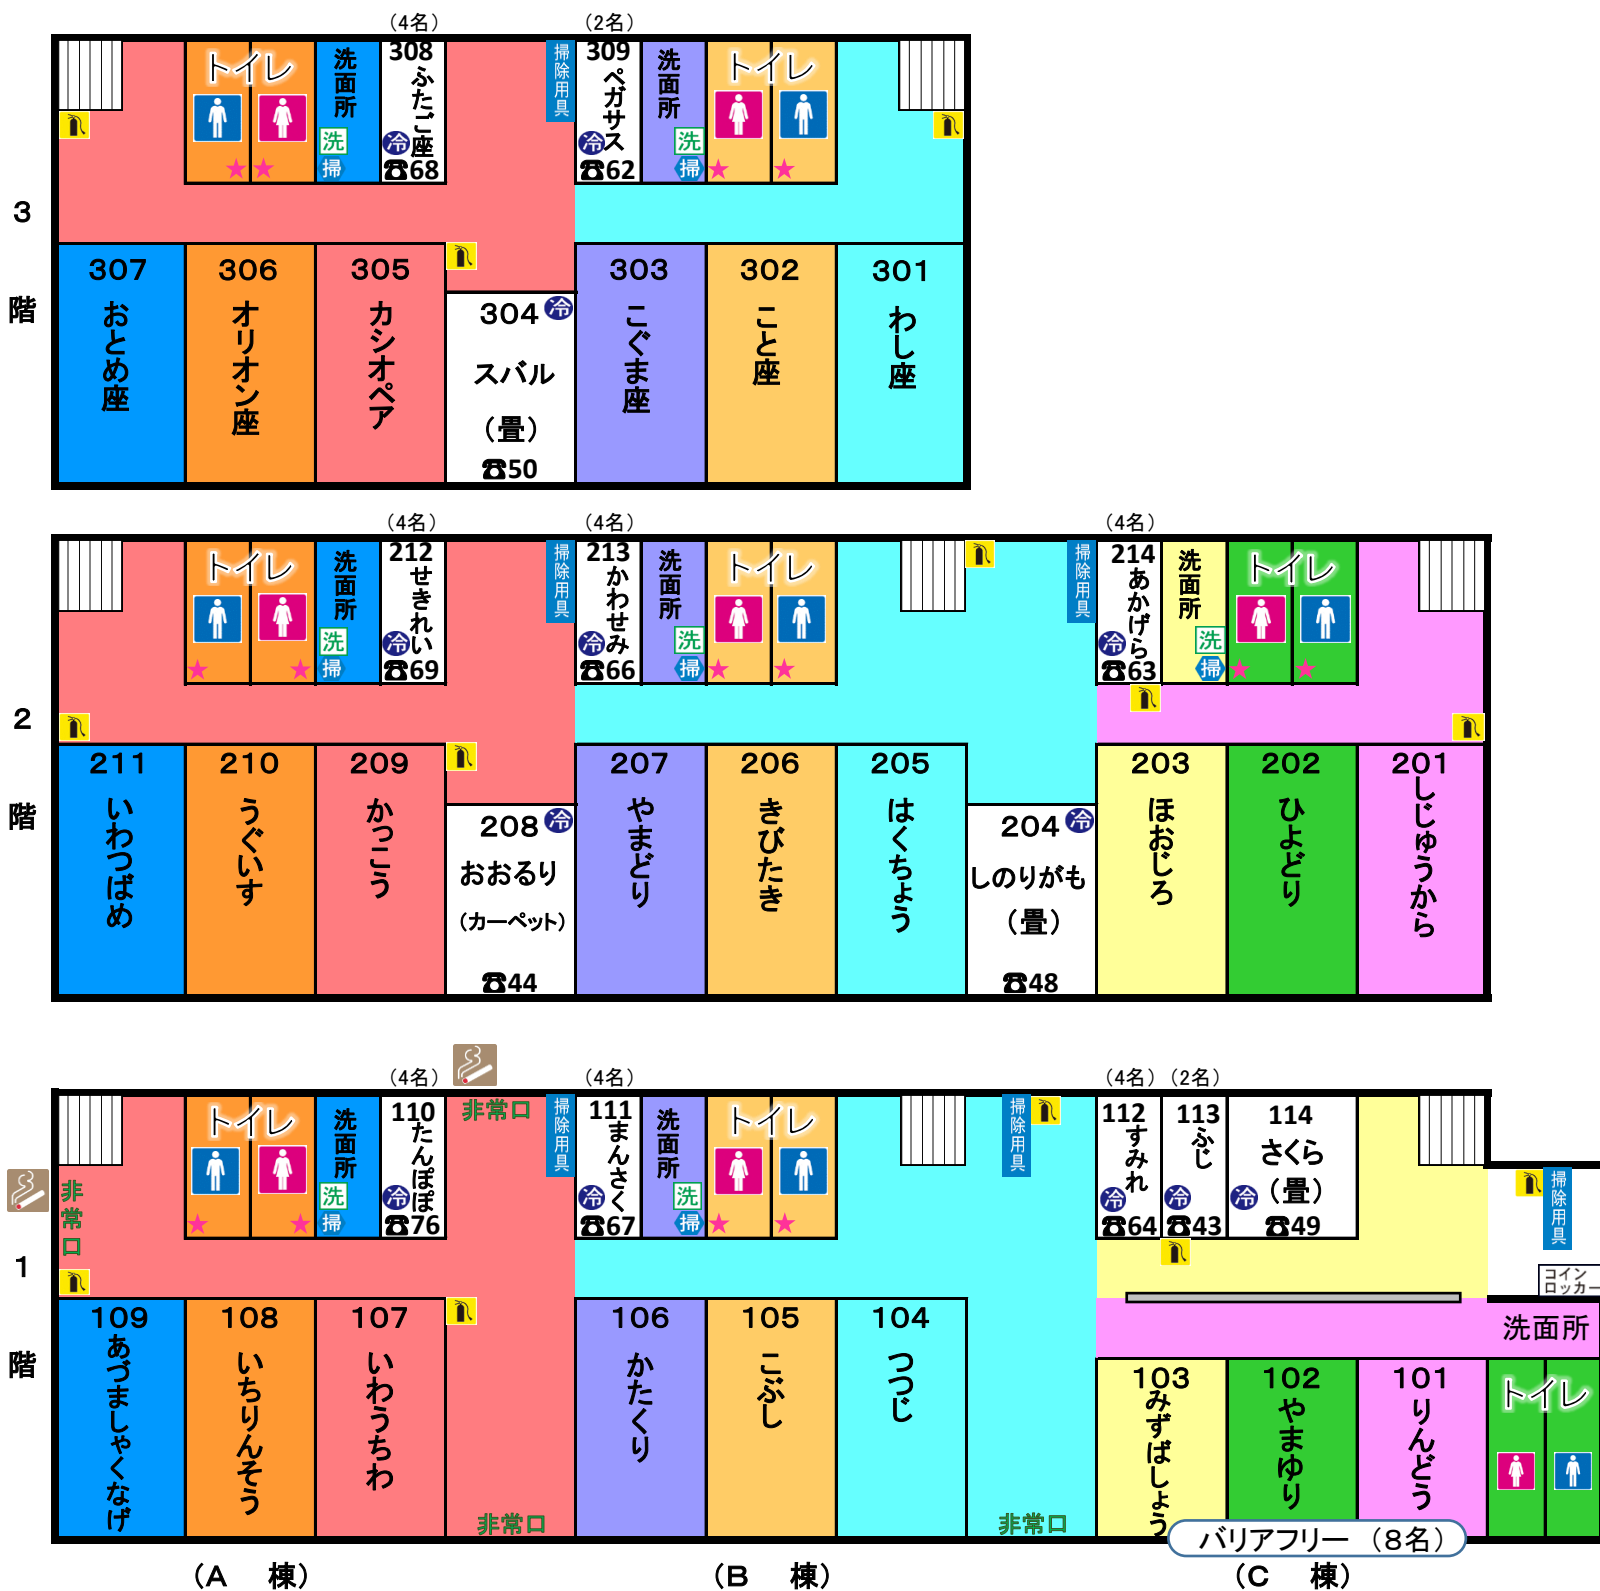 (4名)
(2名)
トイレ
洗面所
洗
掃
308
ふたご座
冷
☎68
掃除用具
309
ペガサス
冷
☎62
洗面所
洗
掃
トイレ
3階
307
おとめ座
306
オリオン座
305
カシオペア
304
冷
スバル
(畳)
☎50
303
こぐま座
302
こと座
301
わし座
(4名)
(4名)
(4名)
トイレ
洗面所
洗
掃
212
せきれい
冷
☎69
掃除用具
213
かわせみ
冷
☎66
洗面所
洗
掃
トイレ
掃除用具
214
あかげら
冷
☎63
洗面所
洗
掃
トイレ
2階
211
いわつばめ
210
うぐいす
209
かっこう
208
冷
おおるり
(カーペット)
☎44
207
やまどり
206
きびたき
205
はくちょう
204
冷
しのりがも
(畳)
☎48
203
ほおじろ
202
ひよどり
201
しじゅうから
(4名)
(4名)
(4名)
(2名)
非常口
トイレ
洗面所
洗
掃
110
たんぽぽ
冷
☎76
非常口
掃除用具
111
まんさく
冷
☎67
洗面所
洗
掃
トイレ
掃除用具
112
すみれ
冷
☎64
113
ふじ
冷
☎43
114
さくら
(畳)
冷
☎49
掃除用具
コイン
ロッカー
洗面所
1階
109
あづましゃくなげ
108
いちりんそう
107
いわうちわ
非常口
106
かたくり
105
こぶし
104
つつじ
非常口
103
みずばしょう
102
やまゆり
101
りんどう
トイレ
バリアフリー (8名)
(A 棟)
(B 棟)
(C 棟)